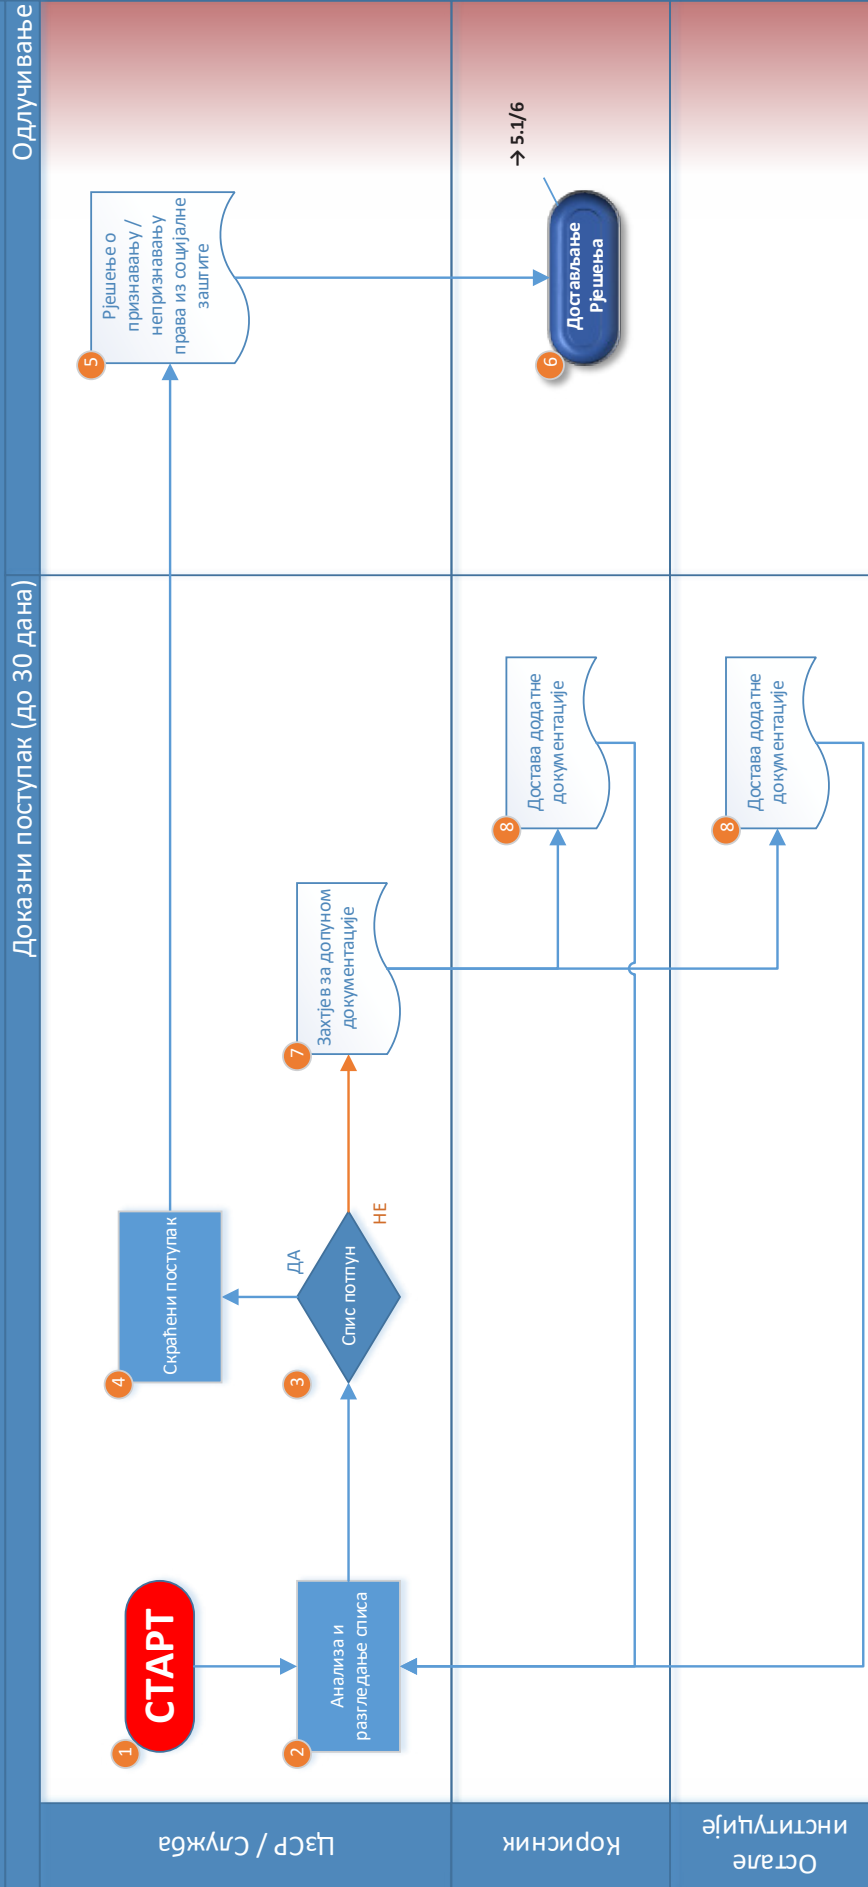 Доказни поступак (до 30 дана)
Одлучивање
ЦзСР / Служба
1
СТАРТ
2
Анализа и
разгледање списа
3
Спис потпун
ДА
НЕ
4
Скраћени поступак
5
Рјешење о
признавању /
непризнавању
права из социјалне
заштите
7
Захтјев за допуном
документације
Корисник
8
Достава додатне
документације
6
Достављање
Рјешења
→ 5.1/6
Остале
институције
8
Достава додатне
документације